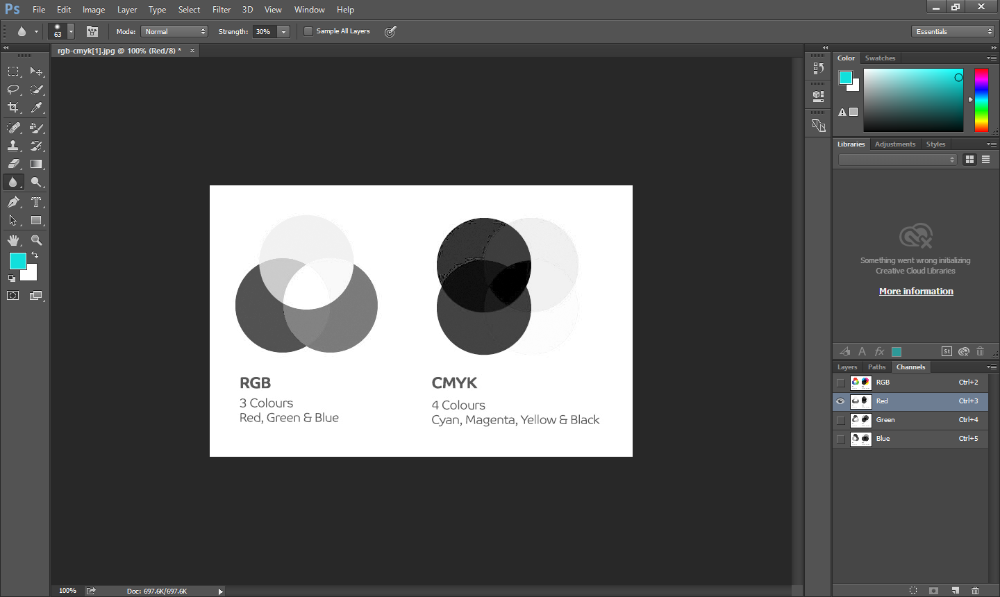 Ps File Edit Image Layer Type Select Filter 3D View Window Help
63 Mode: Normal Strength: 30% Sample All Layers Essentials
rgb-cmyk[1].jpg @ 100% (Red/8) *
Color Swatches
Libraries Adjustments Styles
Something went wrong initializing
Creative Cloud Libraries
More information
A fx St
Layers Paths Channels
RGB Ctrl+2
Red Ctrl+3
Green Ctrl+4
Blue Ctrl+5
RGB
3 Colours
Red, Green & Blue
CMYK
4 Colours
Cyan, Magenta, Yellow & Black
100% Doc: 697.6K/697.6K